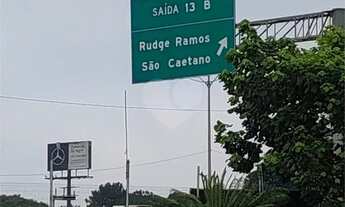 SAÍDA 13 B
Rudge Ramos
São Caetano